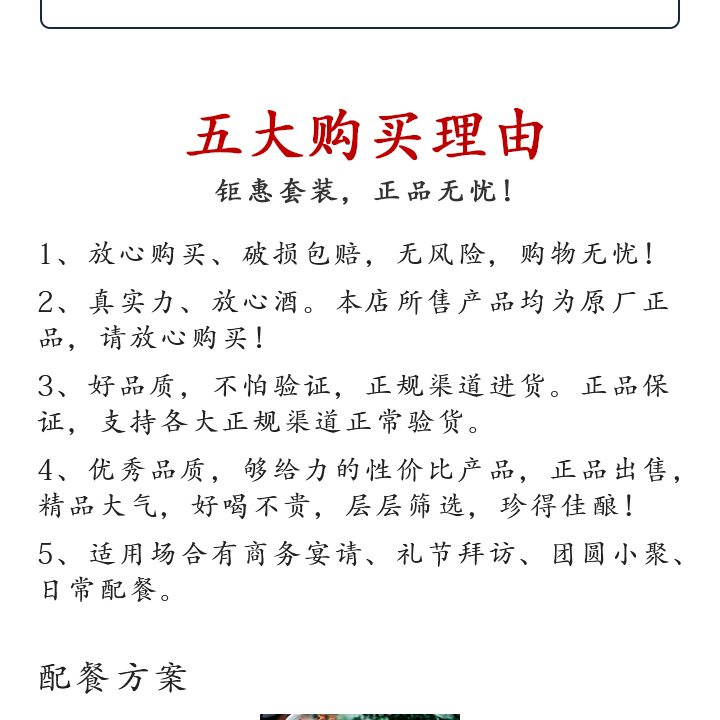 五大购买理由
钜惠套装，正品无忧！
1、放心购买、破损包赔，无风险，购物无忧！
2、真实力、放心酒。本店所售产品均为原厂正
品，请放心购买！
3、好品质，不怕验证，正规渠道进货。正品保
证，支持各大正规渠道正常验货。
4、优秀品质，够给力的性价比产品，正品出售，
精品大气，好喝不贵，层层筛选，珍得佳酿！
5、适用场合有商务宴请、礼节拜访、团圆小聚、
日常配餐。
配餐方案